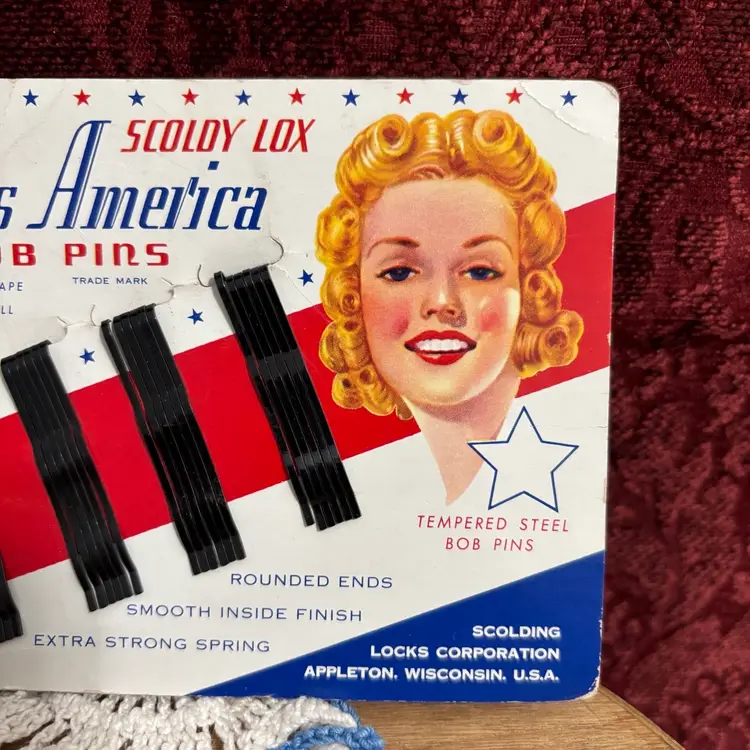 SCOLDY LOX
s America
OB PINS
APE
TRADE MARK
LL
TEMPERED STEEL
BOB PINS
ROUNDED ENDS
SMOOTH INSIDE FINISH
EXTRA STRONG SPRING
SCOLDING
LOCKS CORPORATION
APPLETON, WISCONSIN, U.S.A.